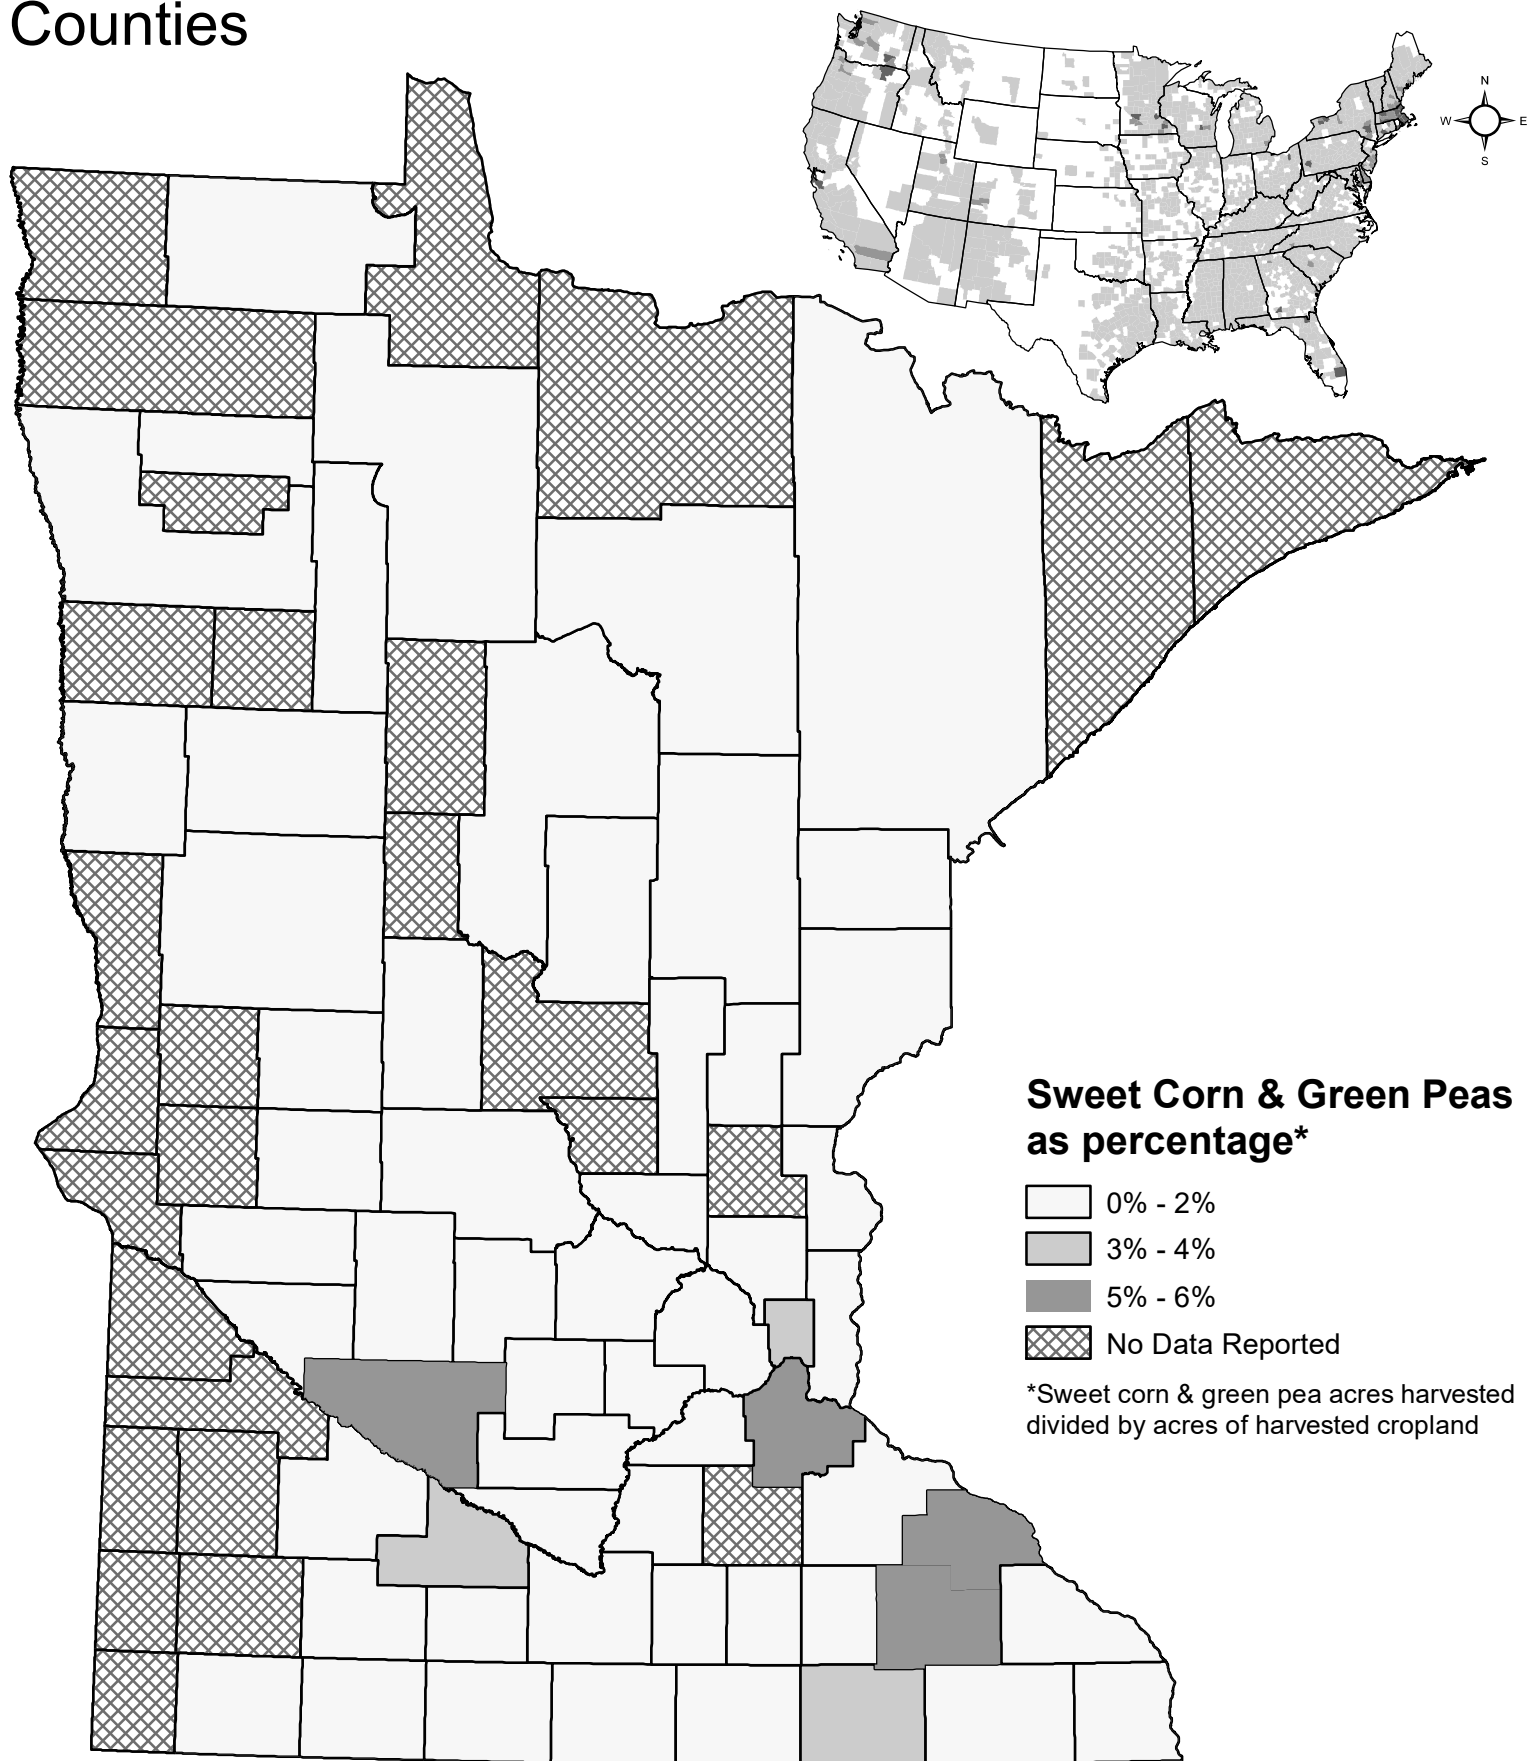 Counties
N
W
E
S
Sweet Corn & Green Peas
as percentage*
0% - 2%
3% - 4%
5% - 6%
No Data Reported
*Sweet corn & green pea acres harvested
divided by acres of harvested cropland